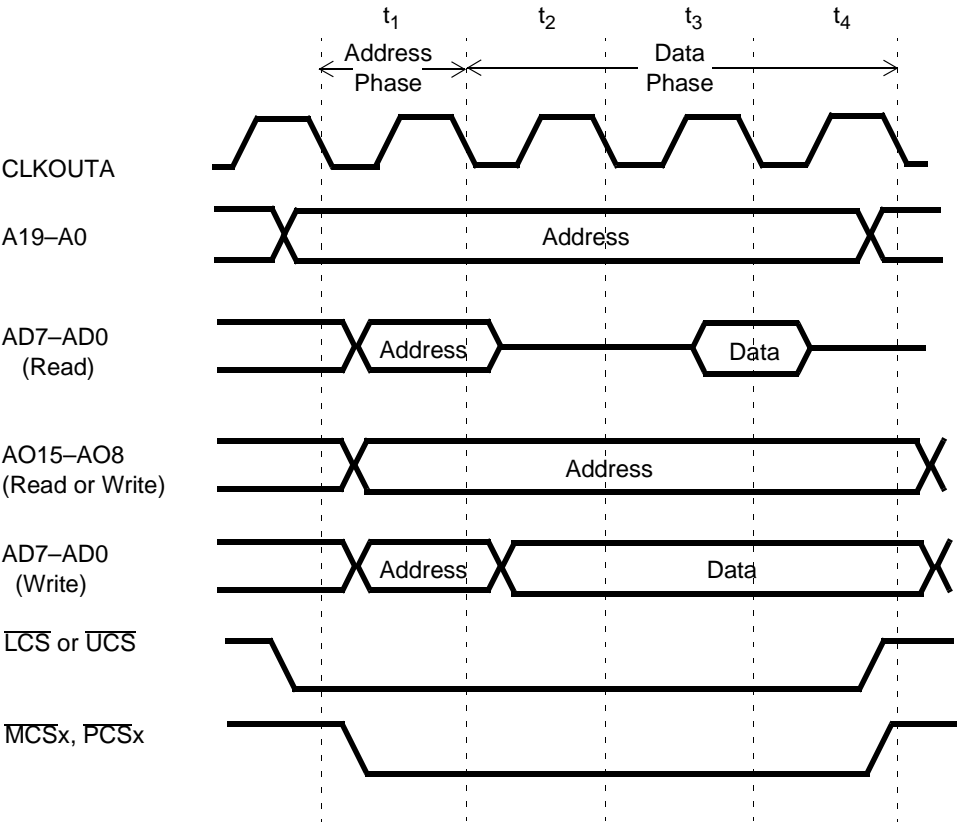 t1 t2 t3 t4
Address Phase
Data Phase
CLKOUTA
A19–A0
Address
AD7–AD0
(Read)
Address
Data
AO15–AO8
(Read or Write)
Address
AD7–AD0
(Write)
Address
Data
LCS or UCS
MCSx, PCSx